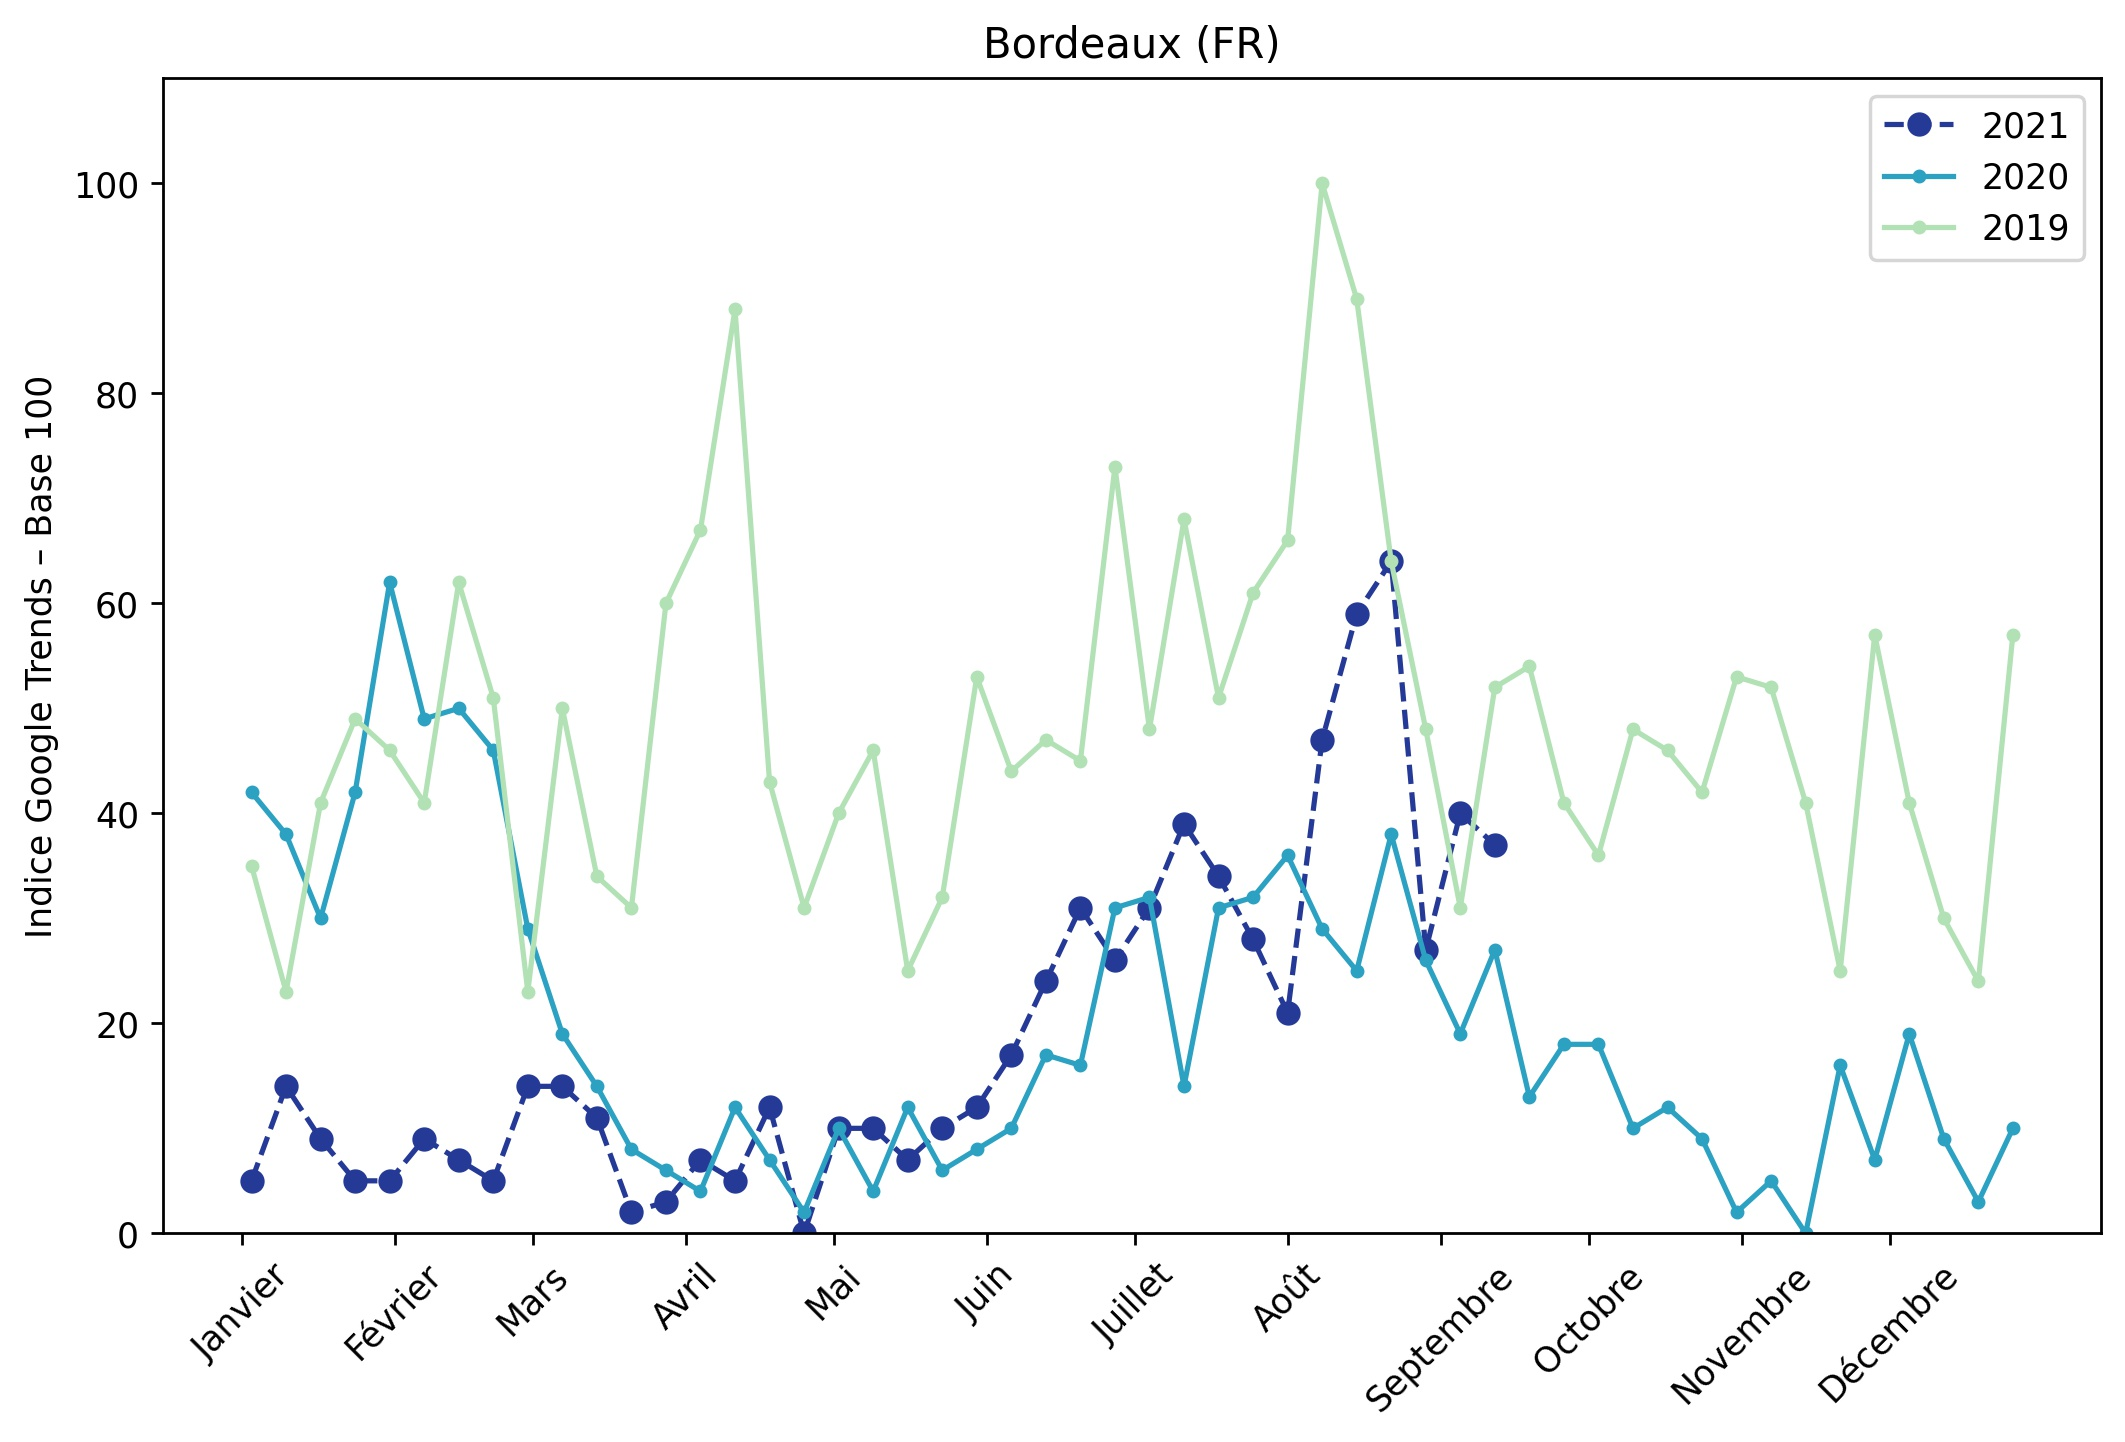 Bordeaux (FR)
Indice Google Trends – Base 100
100
80
60
40
20
0
2021
2020
2019
Janvier
Février
Mars
Avril
Mai
Juin
Juillet
Août
Septembre
Octobre
Novembre
Décembre